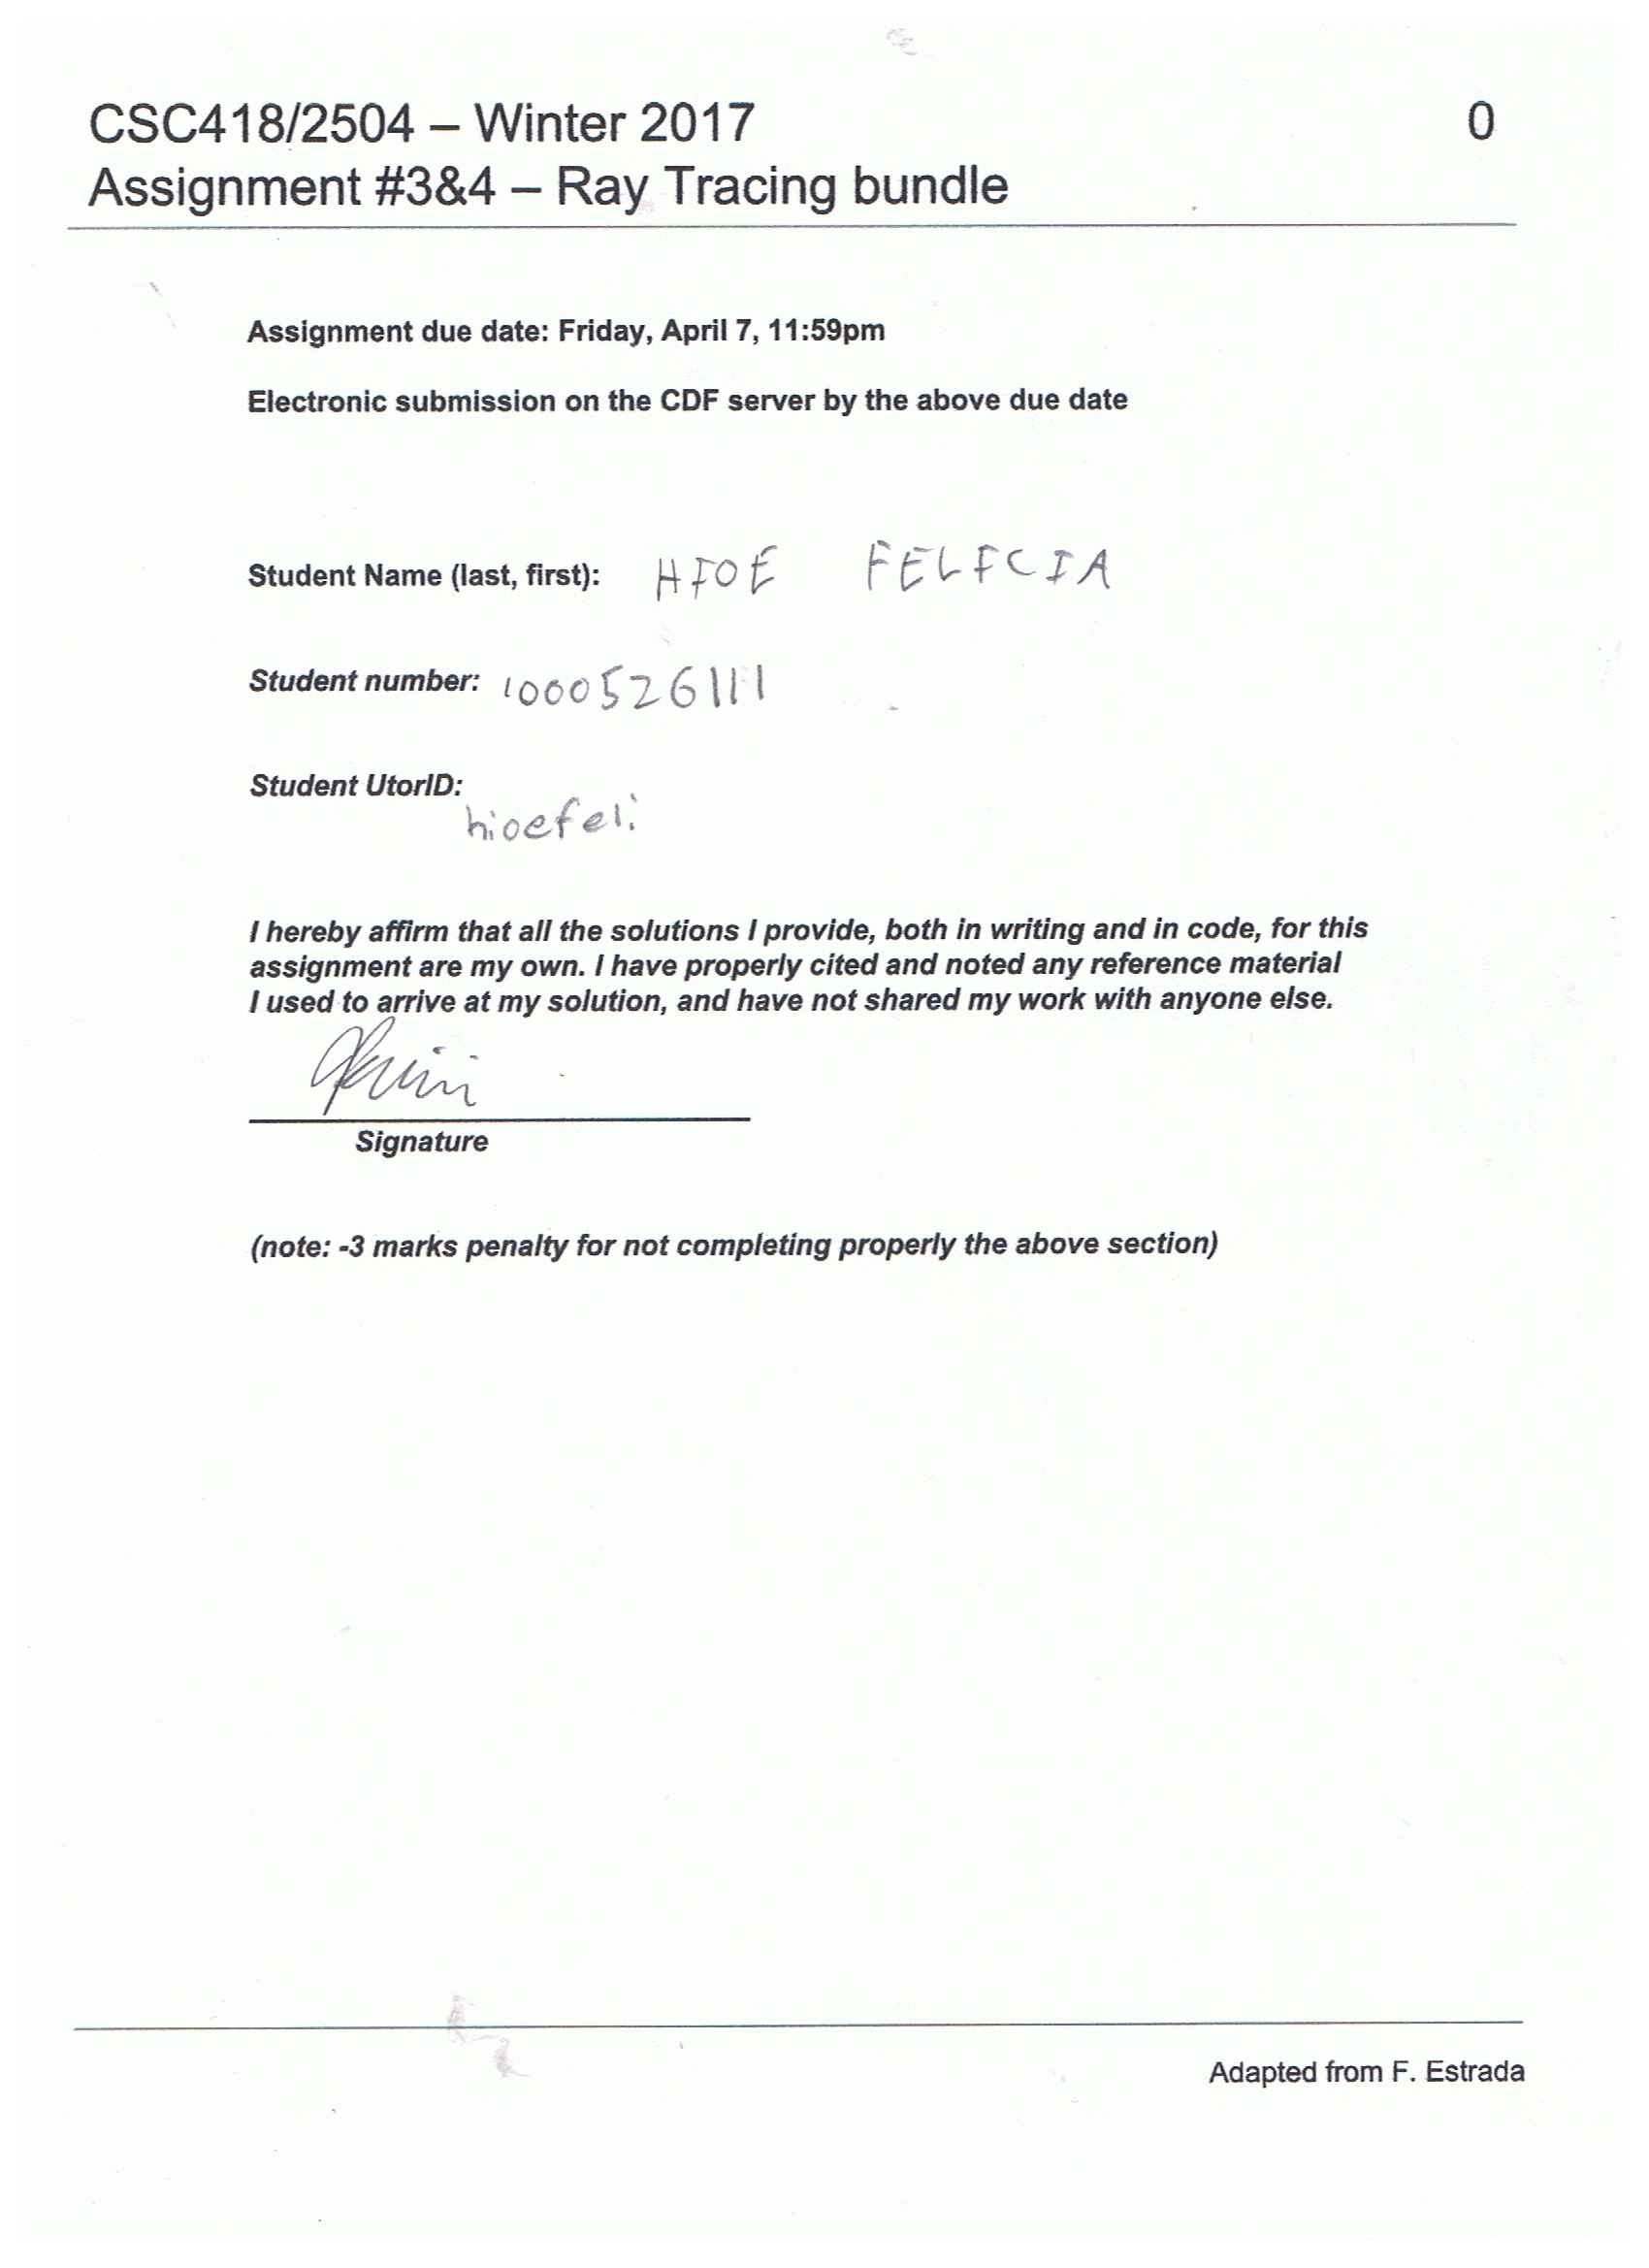 CSC418/2504 – Winter 2017 0
Assignment #3&4 – Ray Tracing bundle
Assignment due date: Friday, April 7, 11:59pm
Electronic submission on the CDF server by the above due date
Student Name (last, first): HIOE FELICIA
Student number: 1000526111
Student UtorID:
hioefeli
I hereby affirm that all the solutions I provide, both in writing and in code, for this
assignment are my own. I have properly cited and noted any reference material
I used to arrive at my solution, and have not shared my work with anyone else.
Signature
(note: -3 marks penalty for not completing properly the above section)
Adapted from F. Estrada